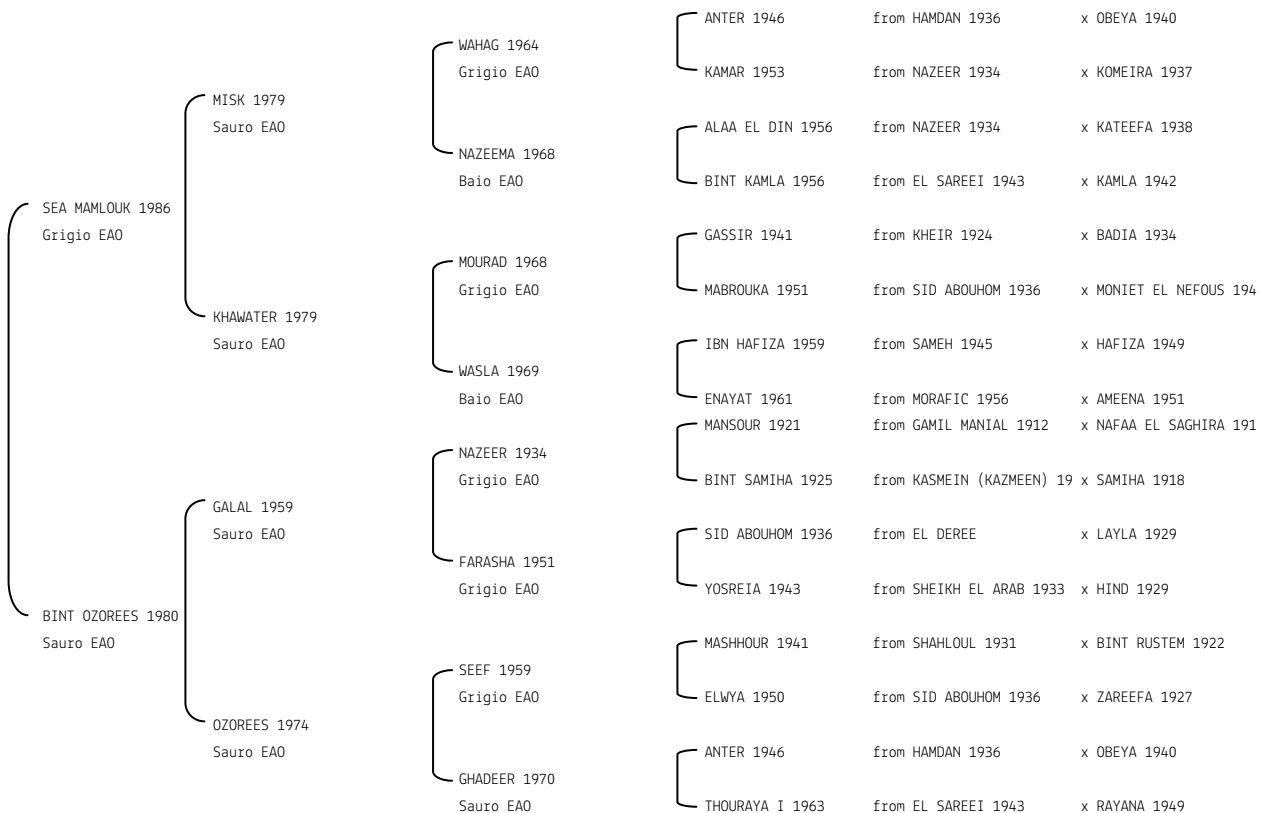 ANTER 1946 from HAMDAN 1936 x OBEYA 1940
WAHAG 1964
Grigio EAO
KAMAR 1953 from NAZEER 1934 x KOMEIRA 1937
MISK 1979
Sauro EAO
ALAA EL DIN 1956 from NAZEER 1934 x KATEEFA 1938
NAZEEMA 1968
Baio EAO
BINT KAMLA 1956 from EL SAREEI 1943 x KAMLA 1942
SEA MAMLOUK 1986
Grigio EAO
GASSIR 1941 from KHEIR 1924 x BADIA 1934
MOURAD 1968
Grigio EAO
MABROUKA 1951 from SID ABOUHOM 1936 x MONIET EL NEFOUS 194
KHAWATER 1979
Sauro EAO
IBN HAFIZA 1959 from SAMEH 1945 x HAFIZA 1949
WASLA 1969
Baio EAO
ENAYAT 1961 from MORAFIC 1956 x AMEENA 1951
MANSOUR 1921 from GAMIL MANIAL 1912 x NAFAA EL SAGHIRA 191
NAZEER 1934
Grigio EAO
BINT SAMIHA 1925 from KASMEIN (KAZMEEN) 19 x SAMIHA 1918
GALAL 1959
Sauro EAO
SID ABOUHOM 1936 from EL DEREE x LAYLA 1929
FARASHA 1951
Grigio EAO
YOSREIA 1943 from SHEIKH EL ARAB 1933 x HIND 1929
BINT OZOREES 1980
Sauro EAO
MASHHOUR 1941 from SHAHLOUL 1931 x BINT RUSTEM 1922
SEEF 1959
Grigio EAO
ELWYA 1950 from SID ABOUHOM 1936 x ZAREEFA 1927
OZOREES 1974
Sauro EAO
ANTER 1946 from HAMDAN 1936 x OBEYA 1940
GHADEER 1970
Sauro EAO
THOURAYA I 1963 from EL SAREEI 1943 x RAYANA 1949